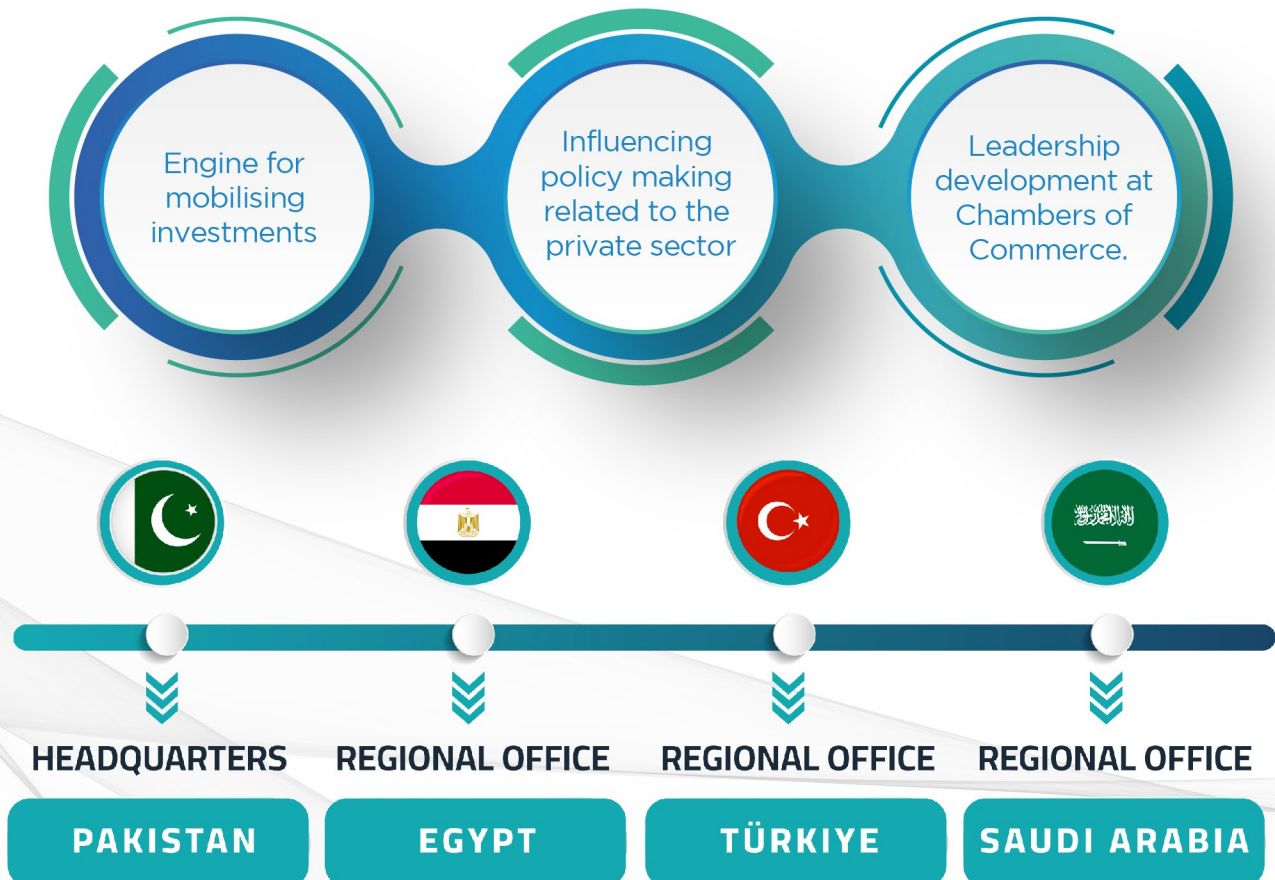 Engine for
mobilising
investments
Influencing
policy making
related to the
private sector
Leadership
development at
Chambers of
Commerce.
HEADQUARTERS
REGIONAL OFFICE
REGIONAL OFFICE
REGIONAL OFFICE
PAKISTAN
EGYPT
TÜRKIYE
SAUDI ARABIA